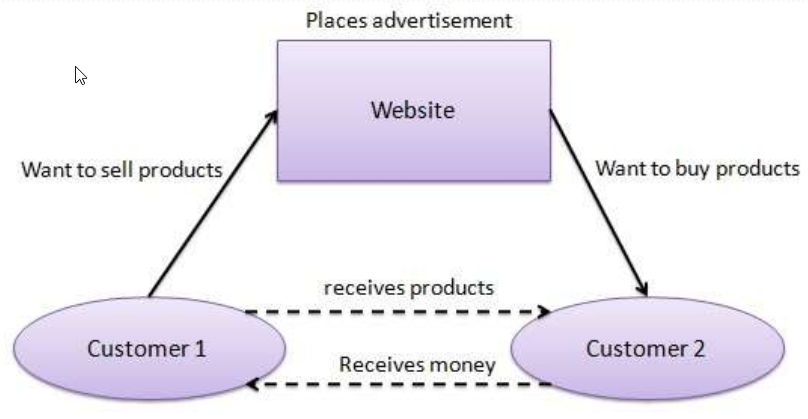 Places advertisement
Website
Want to sell products
Want to buy products
receives products
Customer 1
Customer 2
Receives money